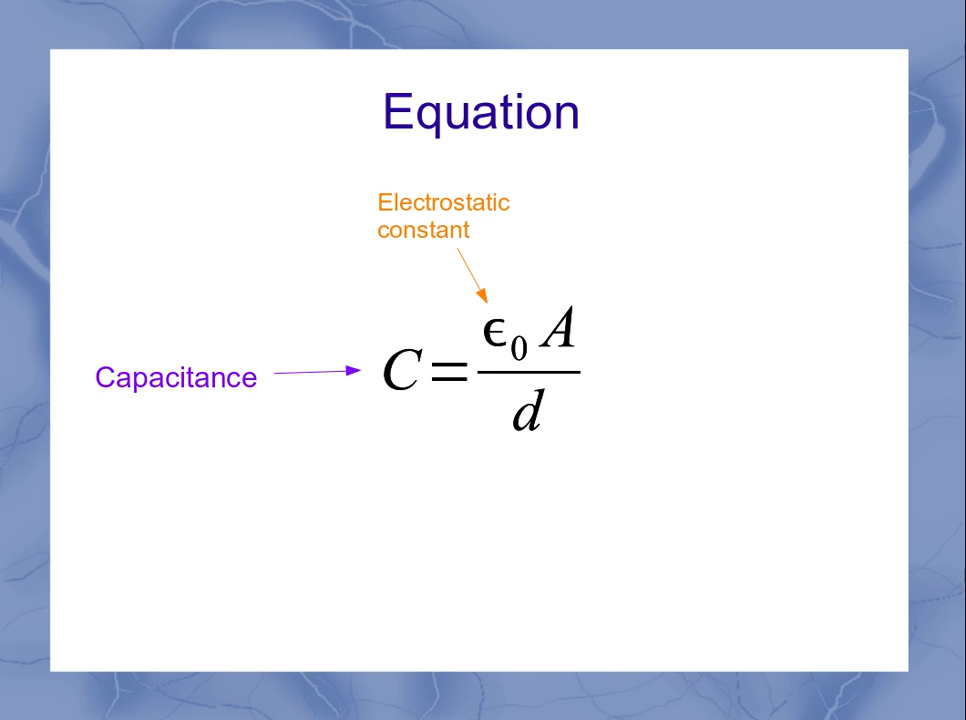 Equation
Electrostatic
constant
Capacitance
C = ϵ₀ A / d